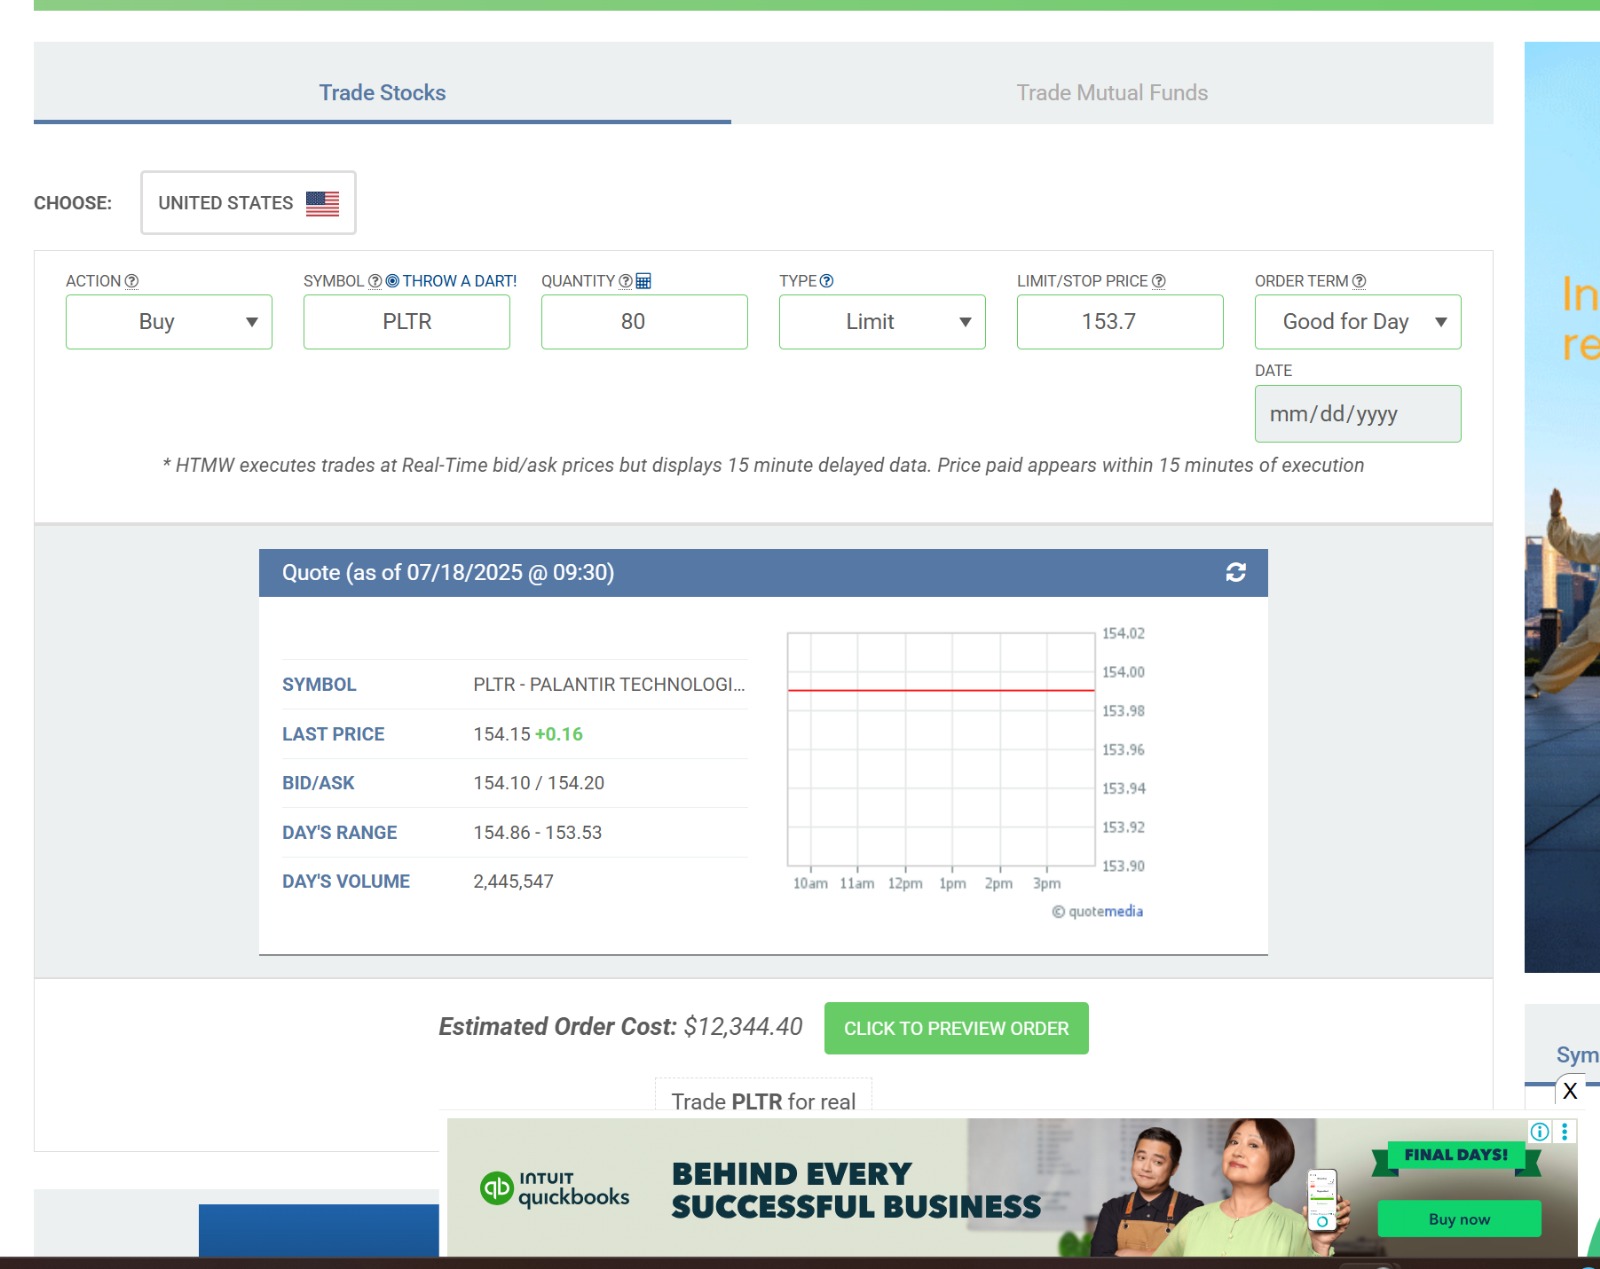 Trade Stocks
Trade Mutual Funds
CHOOSE:
UNITED STATES
ACTION
SYMBOL THROW A DART!
QUANTITY
TYPE
LIMIT/STOP PRICE
ORDER TERM
Buy
PLTR
80
Limit
153.7
Good for Day
DATE
mm/dd/yyyy
* HTMW executes trades at Real-Time bid/ask prices but displays 15 minute delayed data. Price paid appears within 15 minutes of execution
Quote (as of 07/18/2025 @ 09:30)
SYMBOL PLTR - PALANTIR TECHNOLOGI...
LAST PRICE 154.15 +0.16
BID/ASK 154.10 / 154.20
DAY'S RANGE 154.86 - 153.53
DAY'S VOLUME 2,445,547
154.02
154.00
153.98
153.96
153.94
153.92
153.90
10am 11am 12pm 1pm 2pm 3pm
© quotemedia
Estimated Order Cost: $12,344.40
CLICK TO PREVIEW ORDER
Trade PLTR for real
In
re
Sym
X
qb INTUIT
quickbooks
BEHIND EVERY
SUCCESSFUL BUSINESS
FINAL DAYS!
Buy now